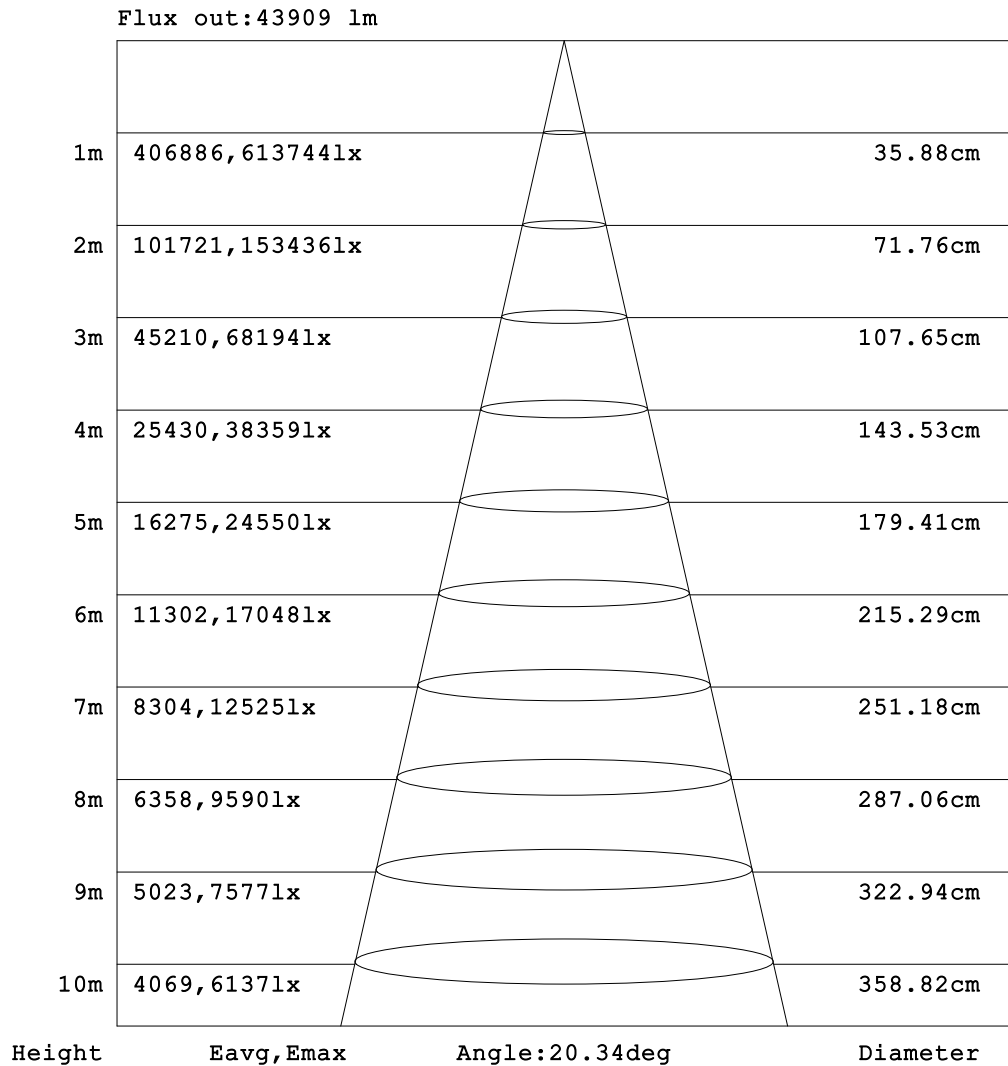 Flux out:43909 lm
1m 406886,613744lx 35.88cm
2m 101721,153436lx 71.76cm
3m 45210,68194lx 107.65cm
4m 25430,38359lx 143.53cm
5m 16275,24550lx 179.41cm
6m 11302,17048lx 215.29cm
7m 8304,12525lx 251.18cm
8m 6358,9590lx 287.06cm
9m 5023,7577lx 322.94cm
10m 4069,6137lx 358.82cm
Height Eavg,Emax Angle:20.34deg Diameter